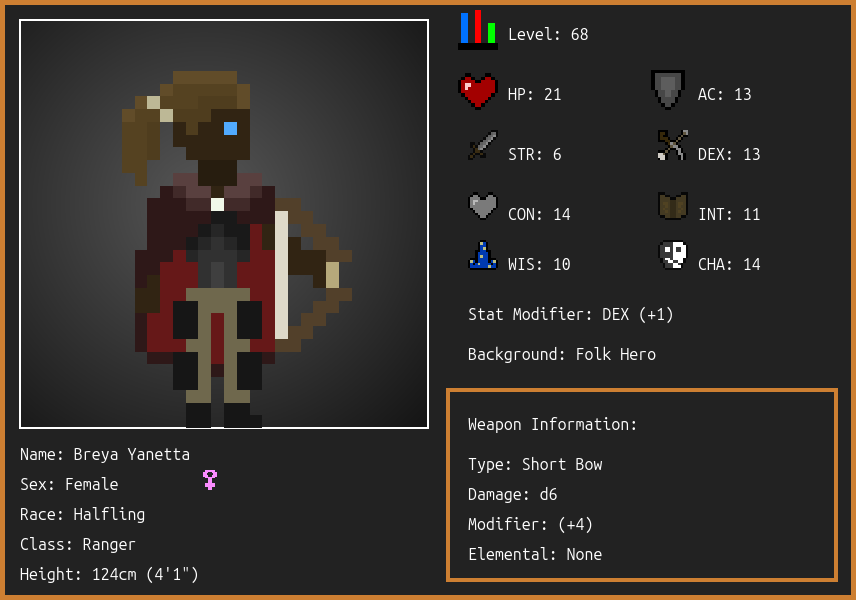 Level: 68
HP: 21
AC: 13
STR: 6
DEX: 13
CON: 14
INT: 11
WIS: 10
CHA: 14
Stat Modifier: DEX (+1)
Background: Folk Hero
Weapon Information:
Type: Short Bow
Damage: d6
Modifier: (+4)
Elemental: None
Name: Breya Yanetta
Sex: Female
Race: Halfling
Class: Ranger
Height: 124cm (4'1")